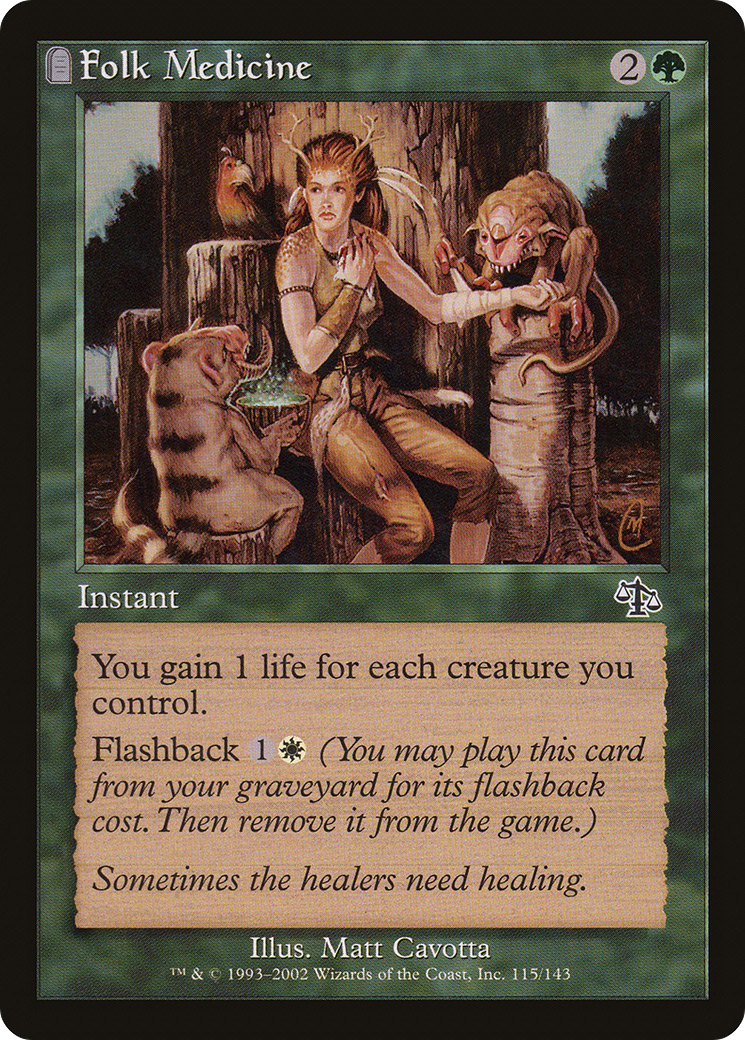 Folk Medicine 2
Instant
You gain 1 life for each creature you
control.
Flashback 1 (You may play this card
from your graveyard for its flashback
cost. Then remove it from the game.)
Sometimes the healers need healing.
Illus. Matt Cavotta
™ & © 1993–2002 Wizards of the Coast, Inc. 115/143